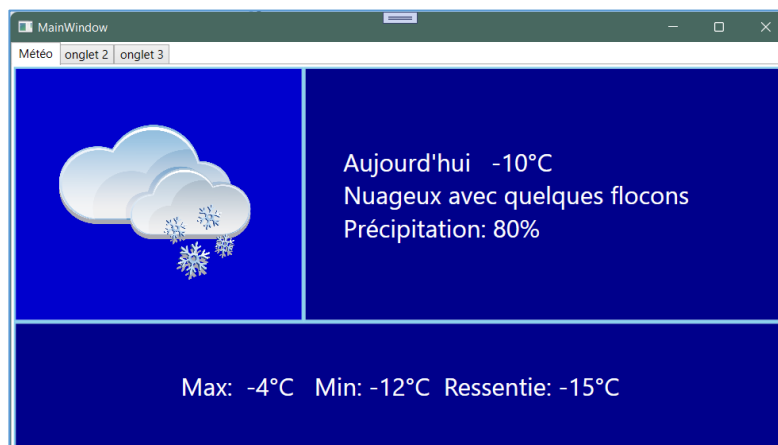 MainWindow
Météo onglet 2 onglet 3
Aujourd'hui -10°C
Nuageux avec quelques flocons
Précipitation: 80%
Max: -4°C Min: -12°C Ressentie: -15°C